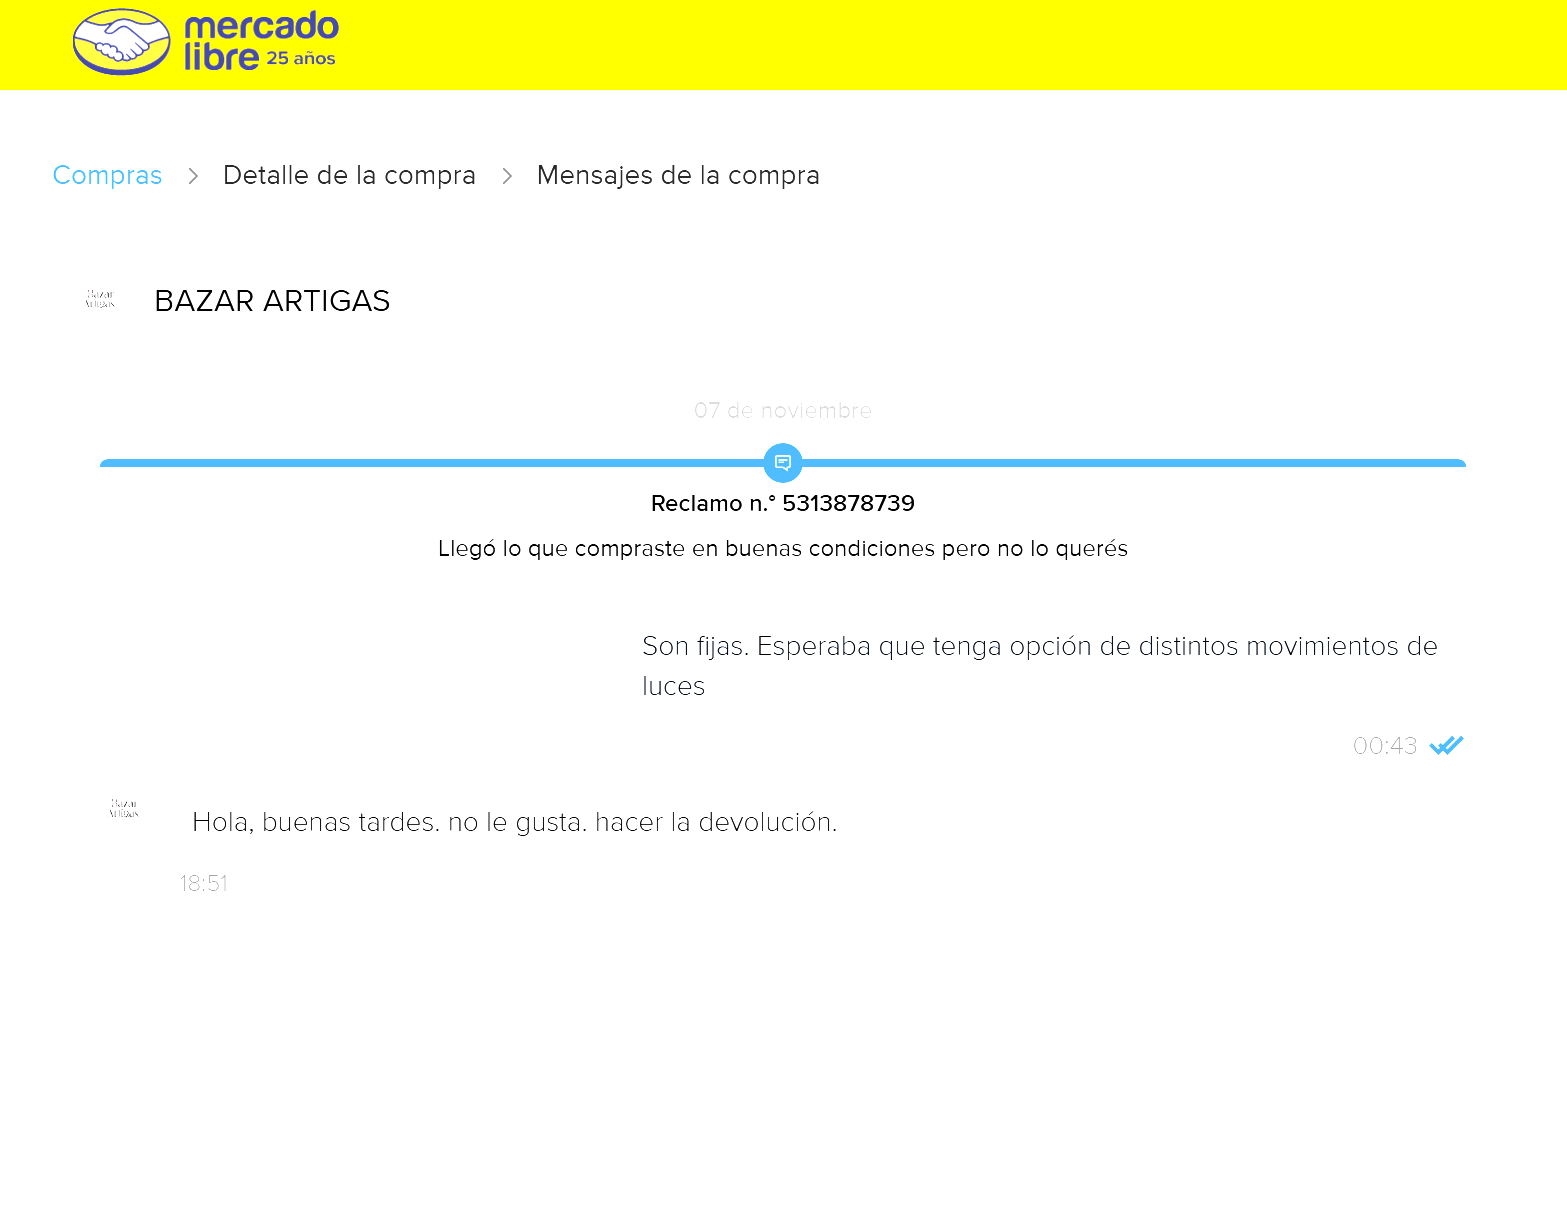 mercado
libre 25 años
Compras > Detalle de la compra > Mensajes de la compra
Bazar
Artigas
BAZAR ARTIGAS
07 de noviembre
Reclamo n.° 5313878739
Llegó lo que compraste en buenas condiciones pero no lo querés
Son fijas. Esperaba que tenga opción de distintos movimientos de
luces
00:43
Bazar
Artigas
Hola, buenas tardes. no le gusta. hacer la devolución.
18:51